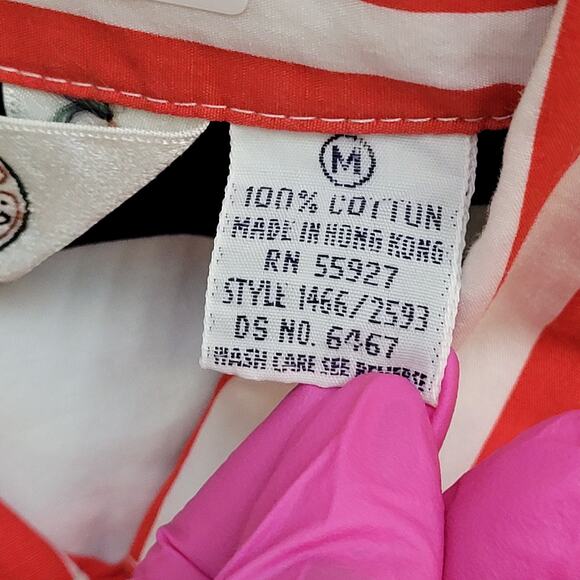 M
100% COTTON
MADE IN HONG KONG
RN 55927
STYLE 1466/2593
DS NO. 6467
WASH CARE SEE REVERSE